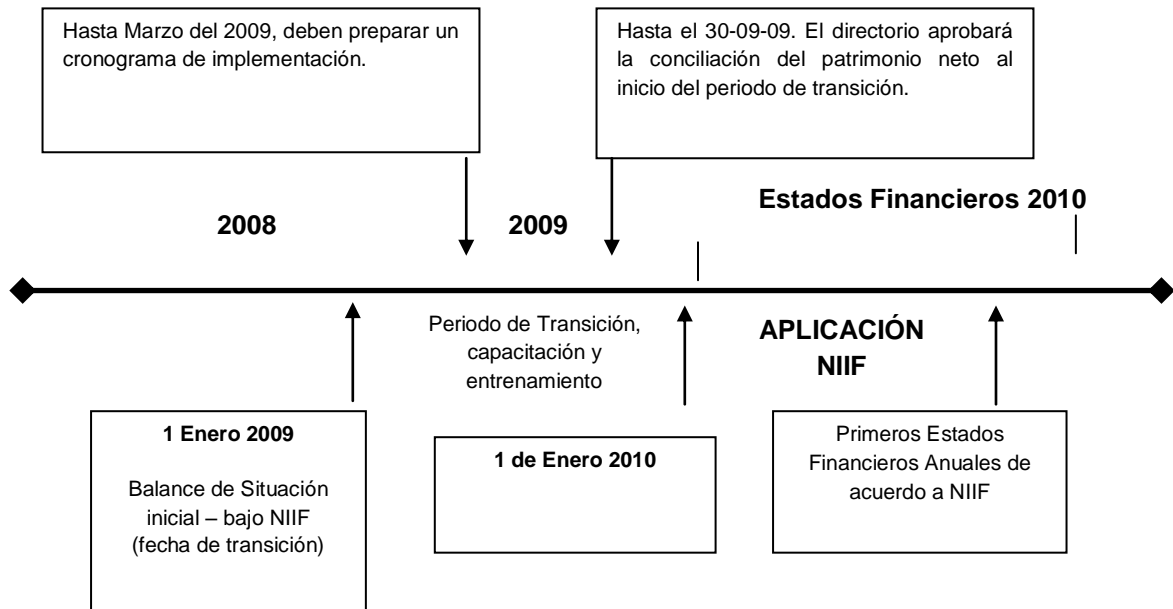 Hasta Marzo del 2009, deben preparar un
cronograma de implementación.
Hasta el 30-09-09. El directorio aprobará
la conciliación del patrimonio neto al
inicio del periodo de transición.
Estados Financieros 2010
2008
2009
Periodo de Transición,
capacitación y
entrenamiento
APLICACIÓN
NIIF
1 Enero 2009
Balance de Situación
inicial – bajo NIIF
(fecha de transición)
1 de Enero 2010
Primeros Estados
Financieros Anuales de
acuerdo a NIIF